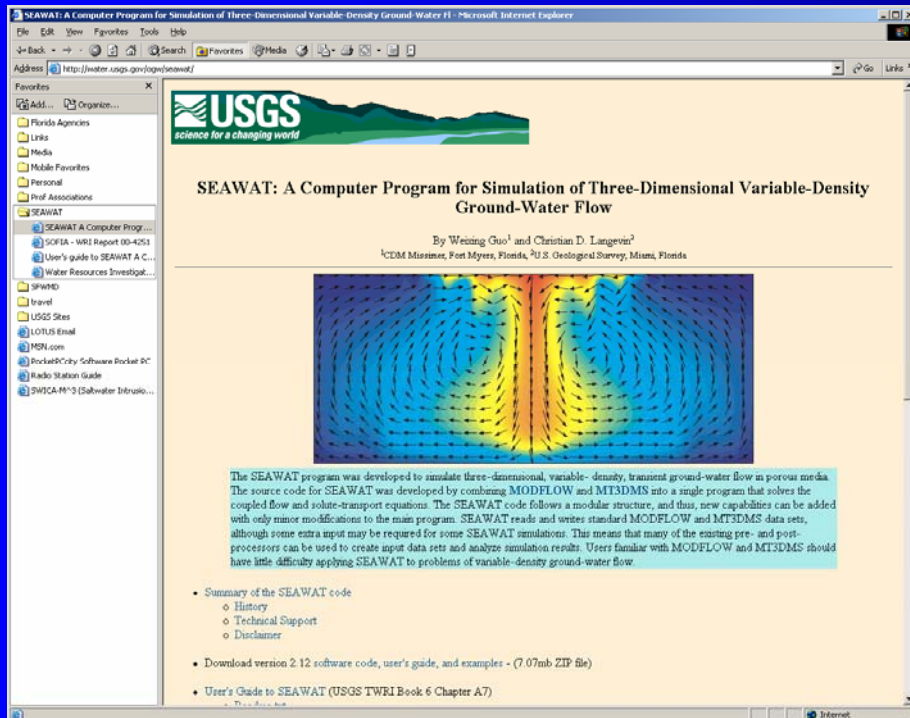 SEAWAT: A Computer Program for Simulation of Three-Dimensional Variable-Density Ground-Water Fl - Microsoft Internet Explorer
File Edit View Favorites Tools Help
Back Search Favorites Media
Address http://water.usgs.gov/ogw/seawat/ Go Links
Favorites
Add... Organize...
Florida Agencies
Links
Media
Mobile Favorites
Personal
Prof Associations
SEAWAT
SEAWAT A Computer Progr...
SOFIA - WRI Report 00-4251
User's guide to SEAWAT A C...
Water Resources Investigat...
SFWMD
travel
USGS Sites
LOTUS Email
MSN.com
PocketPCcity Software Pocket PC
Radio Station Guide
SWICA-M^3 (Saltwater Intrusio...
USGS
science for a changing world
SEAWAT: A Computer Program for Simulation of Three-Dimensional Variable-Density
Ground-Water Flow
By Weixing Guo¹ and Christian D. Langevin²
¹CDM Missimer, Fort Myers, Florida, ²U.S. Geological Survey, Miami, Florida
The SEAWAT program was developed to simulate three-dimensional, variable- density, transient ground-water flow in porous media.
The source code for SEAWAT was developed by combining MODFLOW and MT3DMS into a single program that solves the
coupled flow and solute-transport equations. The SEAWAT code follows a modular structure, and thus, new capabilities can be added
with only minor modifications to the main program. SEAWAT reads and writes standard MODFLOW and MT3DMS data sets,
although some extra input may be required for some SEAWAT simulations. This means that many of the existing pre- and post-
processors can be used to create input data sets and analyze simulation results. Users familiar with MODFLOW and MT3DMS should
have little difficulty applying SEAWAT to problems of variable-density ground-water flow.
• Summary of the SEAWAT code
o History
o Technical Support
o Disclaimer
• Download version 2.12 software code, user's guide, and examples - (7.07mb ZIP file)
• User's Guide to SEAWAT (USGS TWRI Book 6 Chapter A7)
Internet